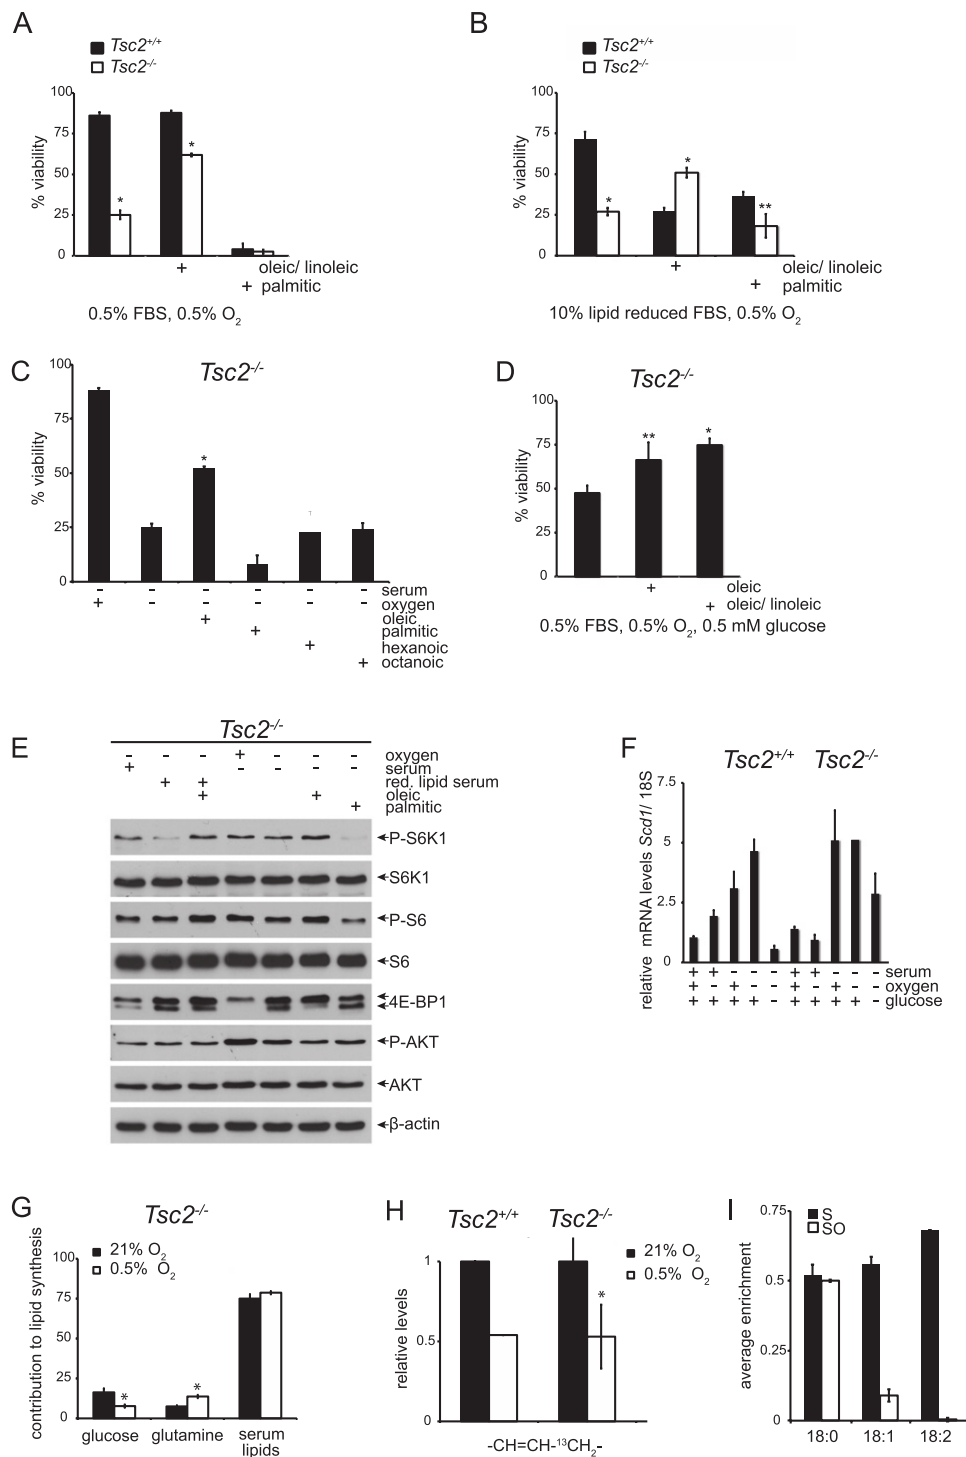 A
Tsc2+/+
Tsc2-/-
% viability
100
75
50
25
0
*
*
+ oleic/ linoleic
+ palmitic
0.5% FBS, 0.5% O2
B
Tsc2+/+
Tsc2-/-
% viability
100
75
50
25
0
*
*
**
+ oleic/linoleic
+ palmitic
10% lipid reduced FBS, 0.5% O2
C
Tsc2-/-
% viability
100
75
50
25
0
*
- - - - - - serum
+ - - - - - oxygen
+ oleic
+ palmitic
+ hexanoic
+ octanoic
D
Tsc2-/-
% viability
100
75
50
25
0
**
*
+ oleic
+ oleic/ linoleic
0.5% FBS, 0.5% O2, 0.5 mM glucose
E
Tsc2-/-
- - - + - - - oxygen
+ - - - - serum
+ + red. lipid serum
+ + oleic
+ palmitic
P-S6K1
S6K1
P-S6
S6
4E-BP1
P-AKT
AKT
β-actin
F
Tsc2+/+ Tsc2-/-
relative mRNA levels Scd1/ 18S
7.5
5
2.5
0
+ + - - - + + - - - serum
+ - + - - + - + - - oxygen
+ + + + - + + + + - glucose
G
Tsc2-/-
21% O2
0.5% O2
contribution to lipid synthesis
100
75
25
0
*
*
glucose glutamine serum
lipids
H
Tsc2+/+ Tsc2-/-
21% O2
0.5% O2
relative levels
1
0.5
0
*
-CH=CH-13CH2-
I
S
SO
average enrichment
0.75
0.5
0.25
0
18:0 18:1 18:2